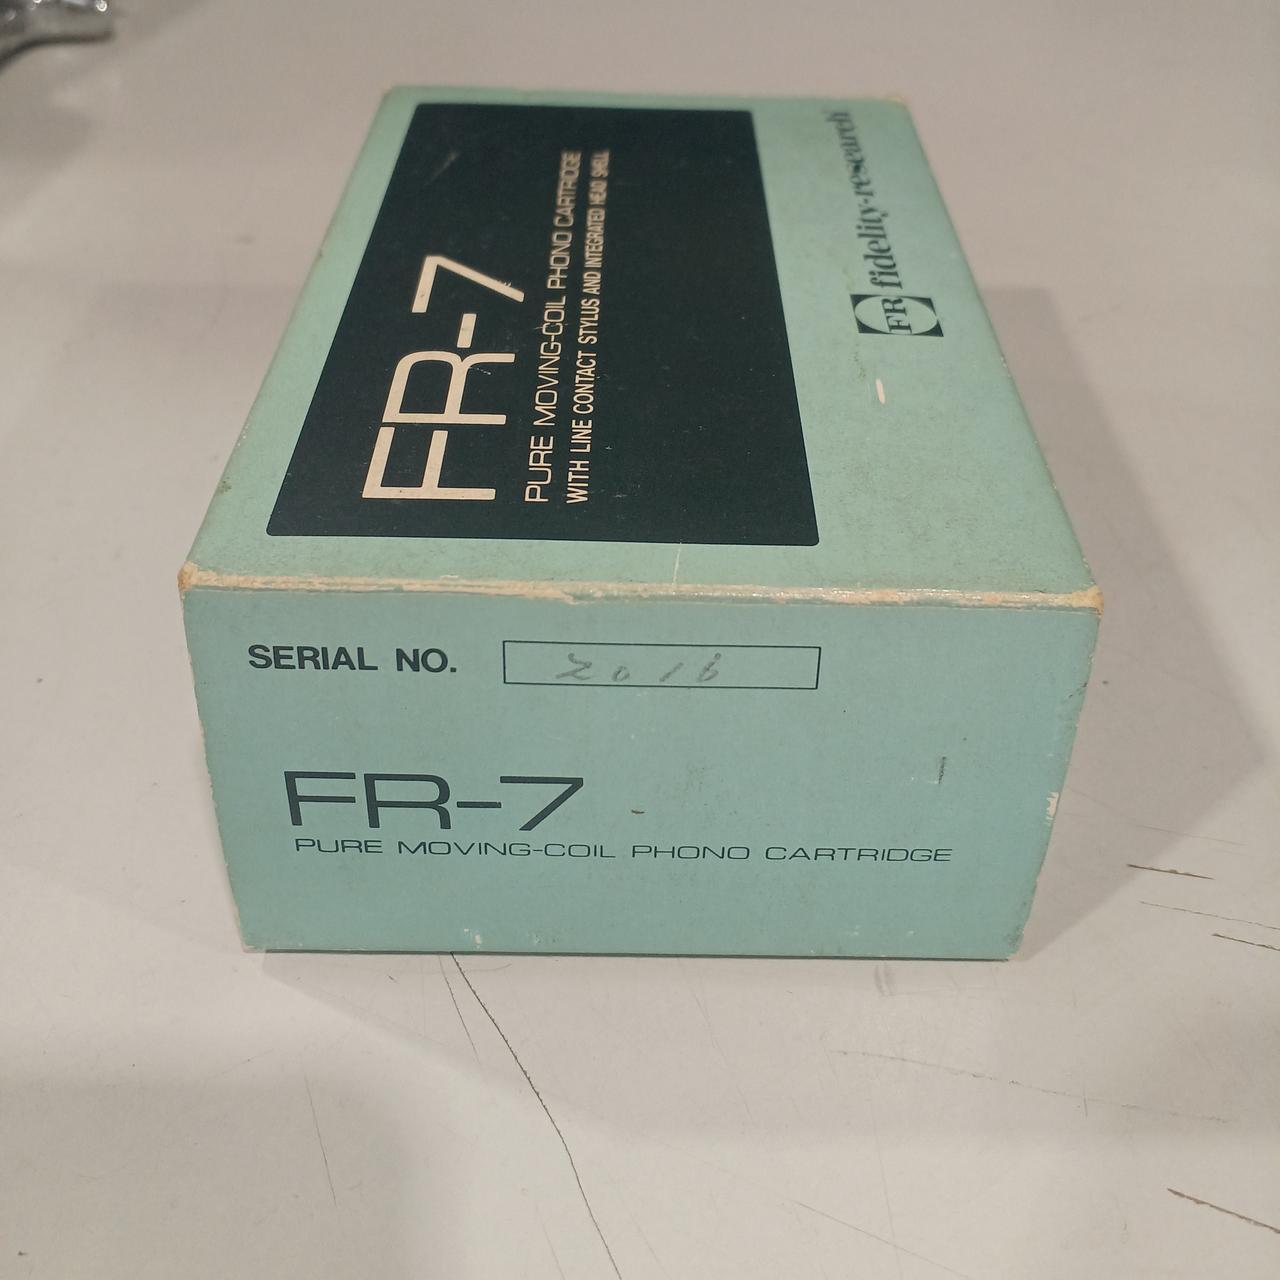 FR-7
PURE MOVING-COIL PHONO CARTRIDGE
WITH LINE CONTACT STYLUS AND INTEGRATED HEAD SHELL
FR fidelity-research
SERIAL NO. 2016
FR-7
PURE MOVING-COIL PHONO CARTRIDGE